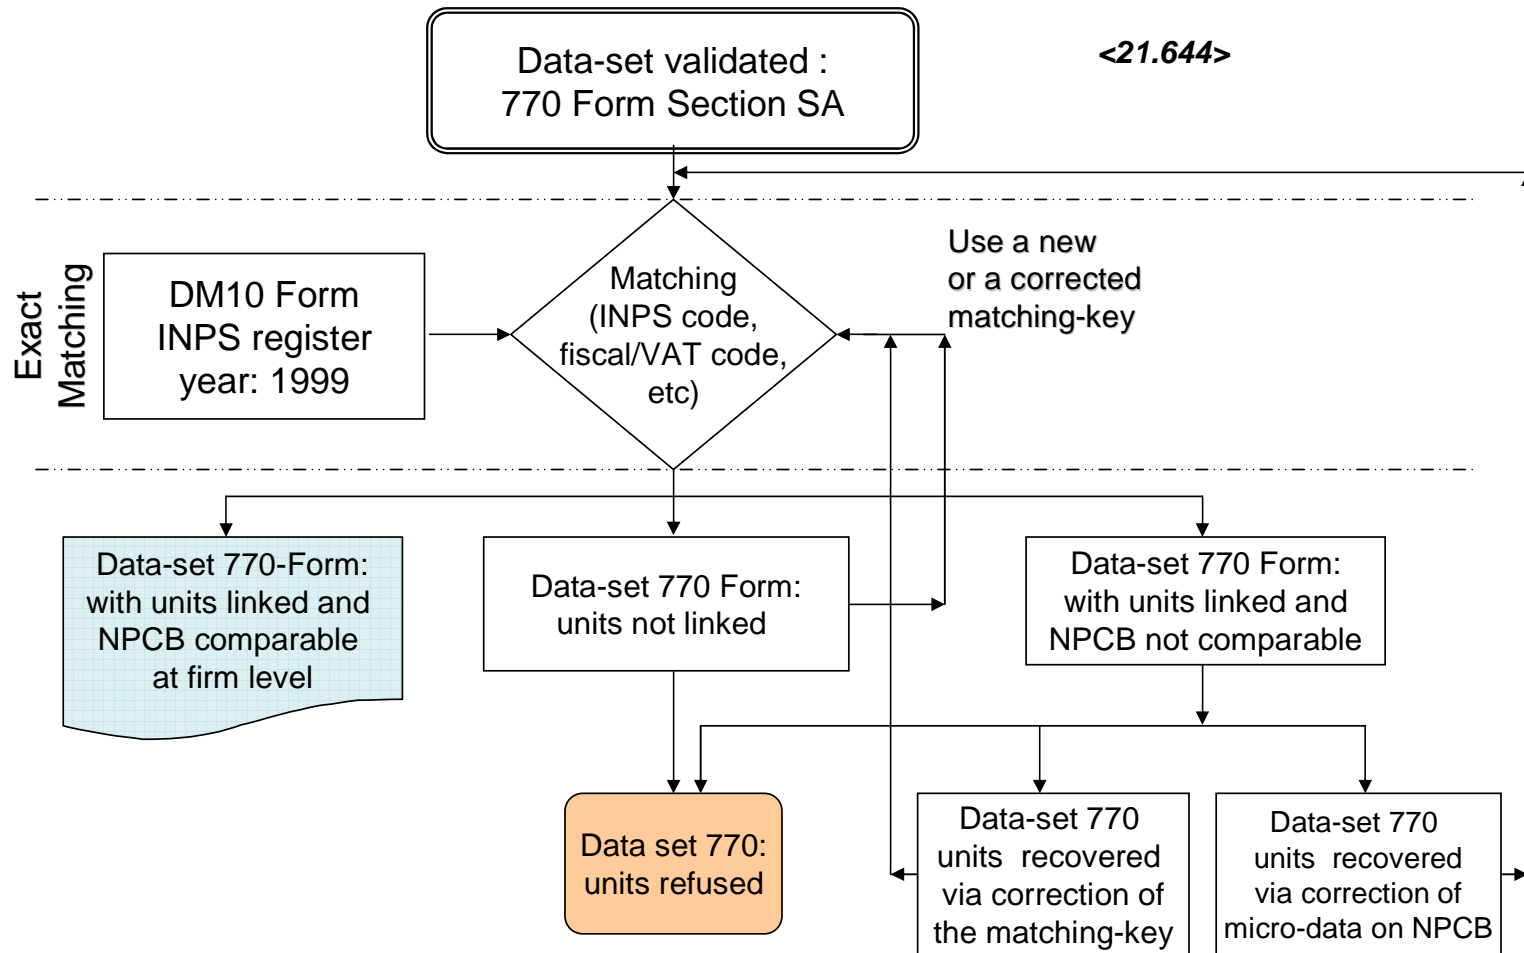 Data-set validated :
770 Form Section SA
<21.644>
Exact
Matching
DM10 Form
INPS register
year: 1999
Matching
(INPS code,
fiscal/VAT code,
etc)
Use a new
or a corrected
matching-key
Data-set 770-Form:
with units linked and
NPCB comparable
at firm level
Data-set 770 Form:
units not linked
Data-set 770 Form:
with units linked and
NPCB not comparable
Data set 770:
units refused
Data-set 770
units recovered
via correction of
the matching-key
Data-set 770
units recovered
via correction of
micro-data on NPCB